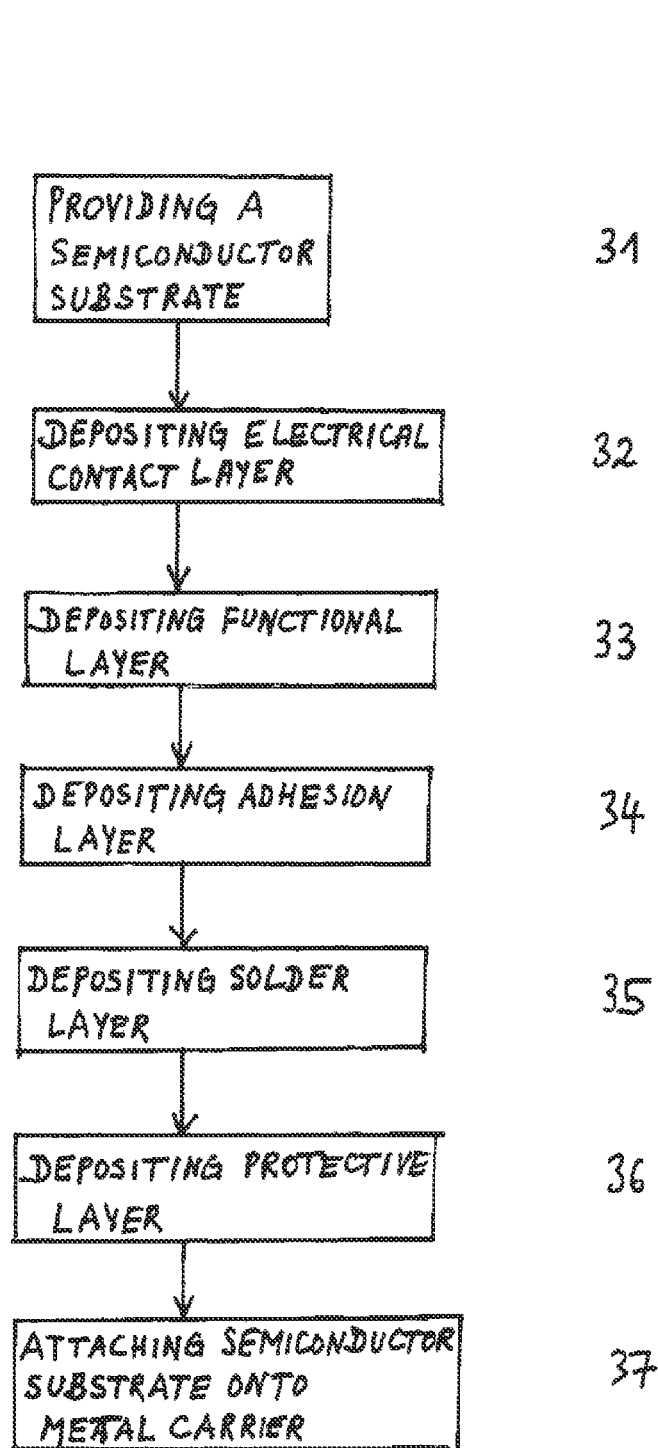 PROVIDING A
SEMICONDUCTOR
SUBSTRATE
31
DEPOSITING ELECTRICAL
CONTACT LAYER
32
DEPOSITING FUNCTIONAL
LAYER
33
DEPOSITING ADHESION
LAYER
34
DEPOSITING SOLDER
LAYER
35
DEPOSITING PROTECTIVE
LAYER
36
ATTACHING SEMICONDUCTOR
SUBSTRATE ONTO
METAL CARRIER
37